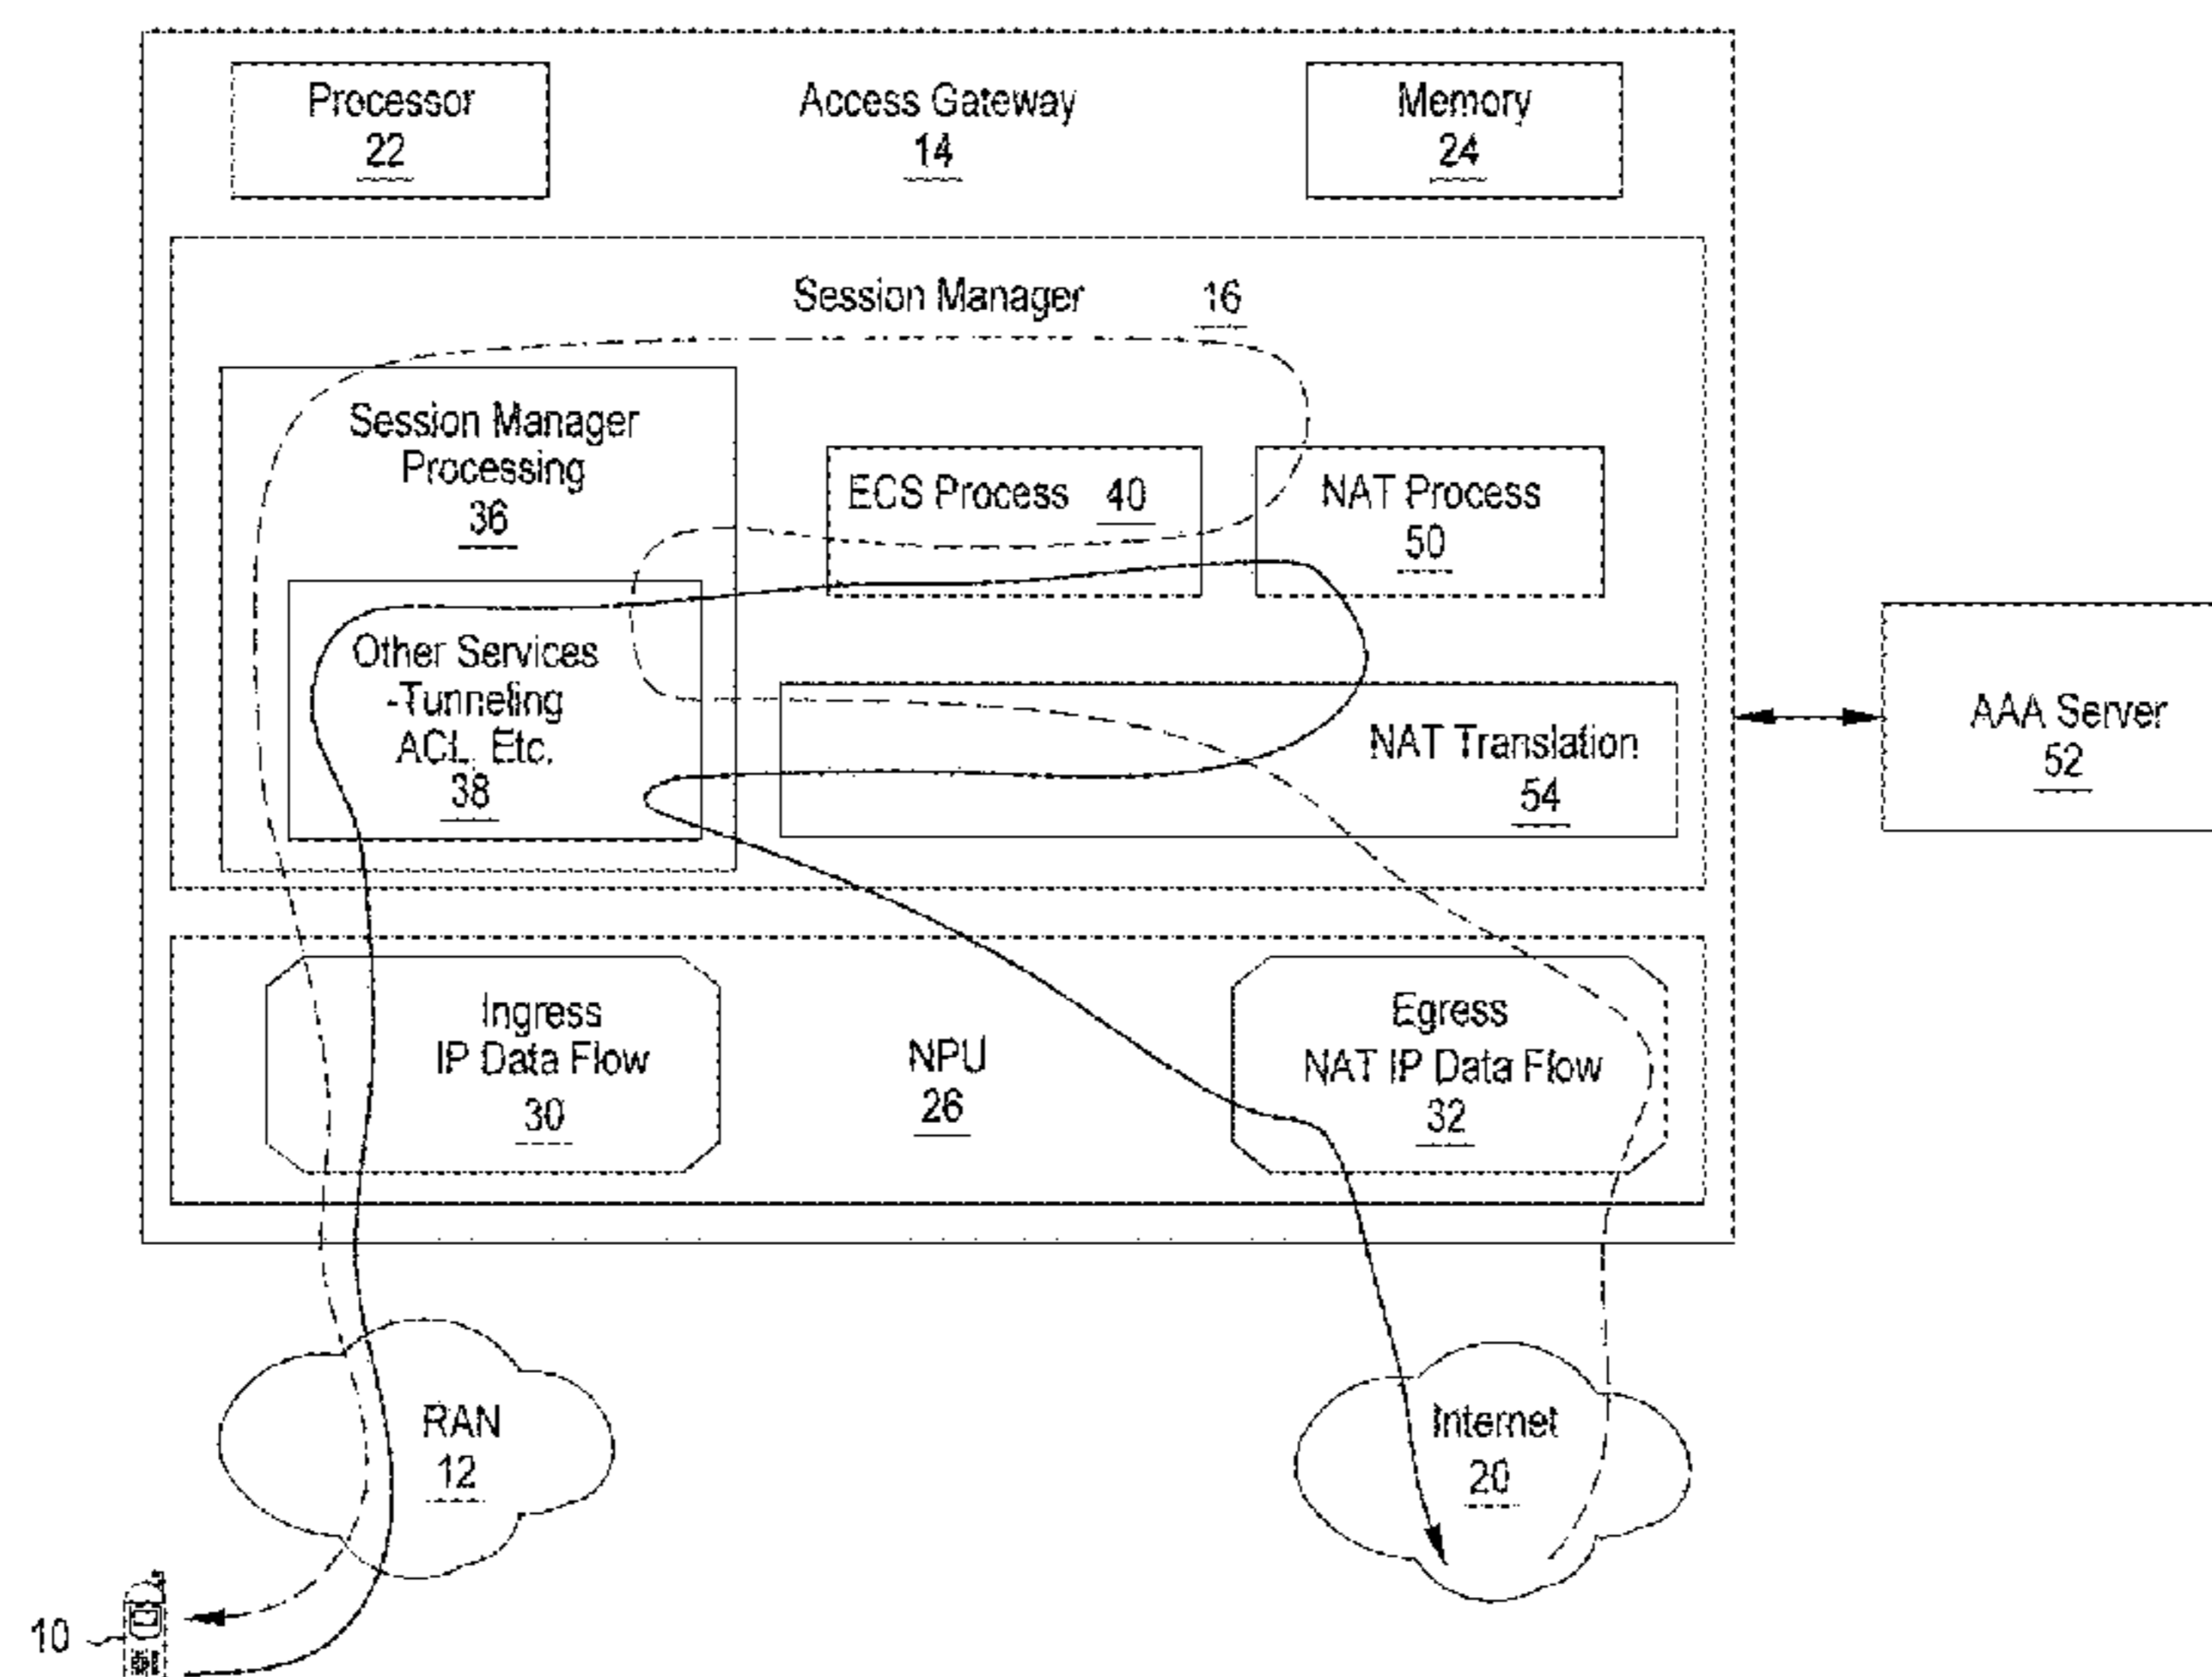 Processor
22
Access Gateway
14
Memory
24
Session Manager 16
Session Manager
Processing
36
ECS Process 40
NAT Process
50
Other Services
-Tunneling
ACL, Etc.
38
NAT Translation
54
AAA Server
52
Ingress
IP Data Flow
30
NPU
26
Egress
NAT IP Data Flow
32
RAN
12
Internet
20
10